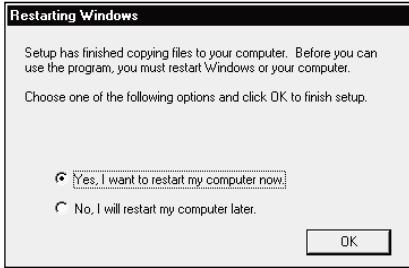 Restarting Windows
Setup has finished copying files to your computer.  Before you can
use the program, you must restart Windows or your computer.
Choose one of the following options and click OK to finish setup.
Yes, I want to restart my computer now.
No, I will restart my computer later.
OK